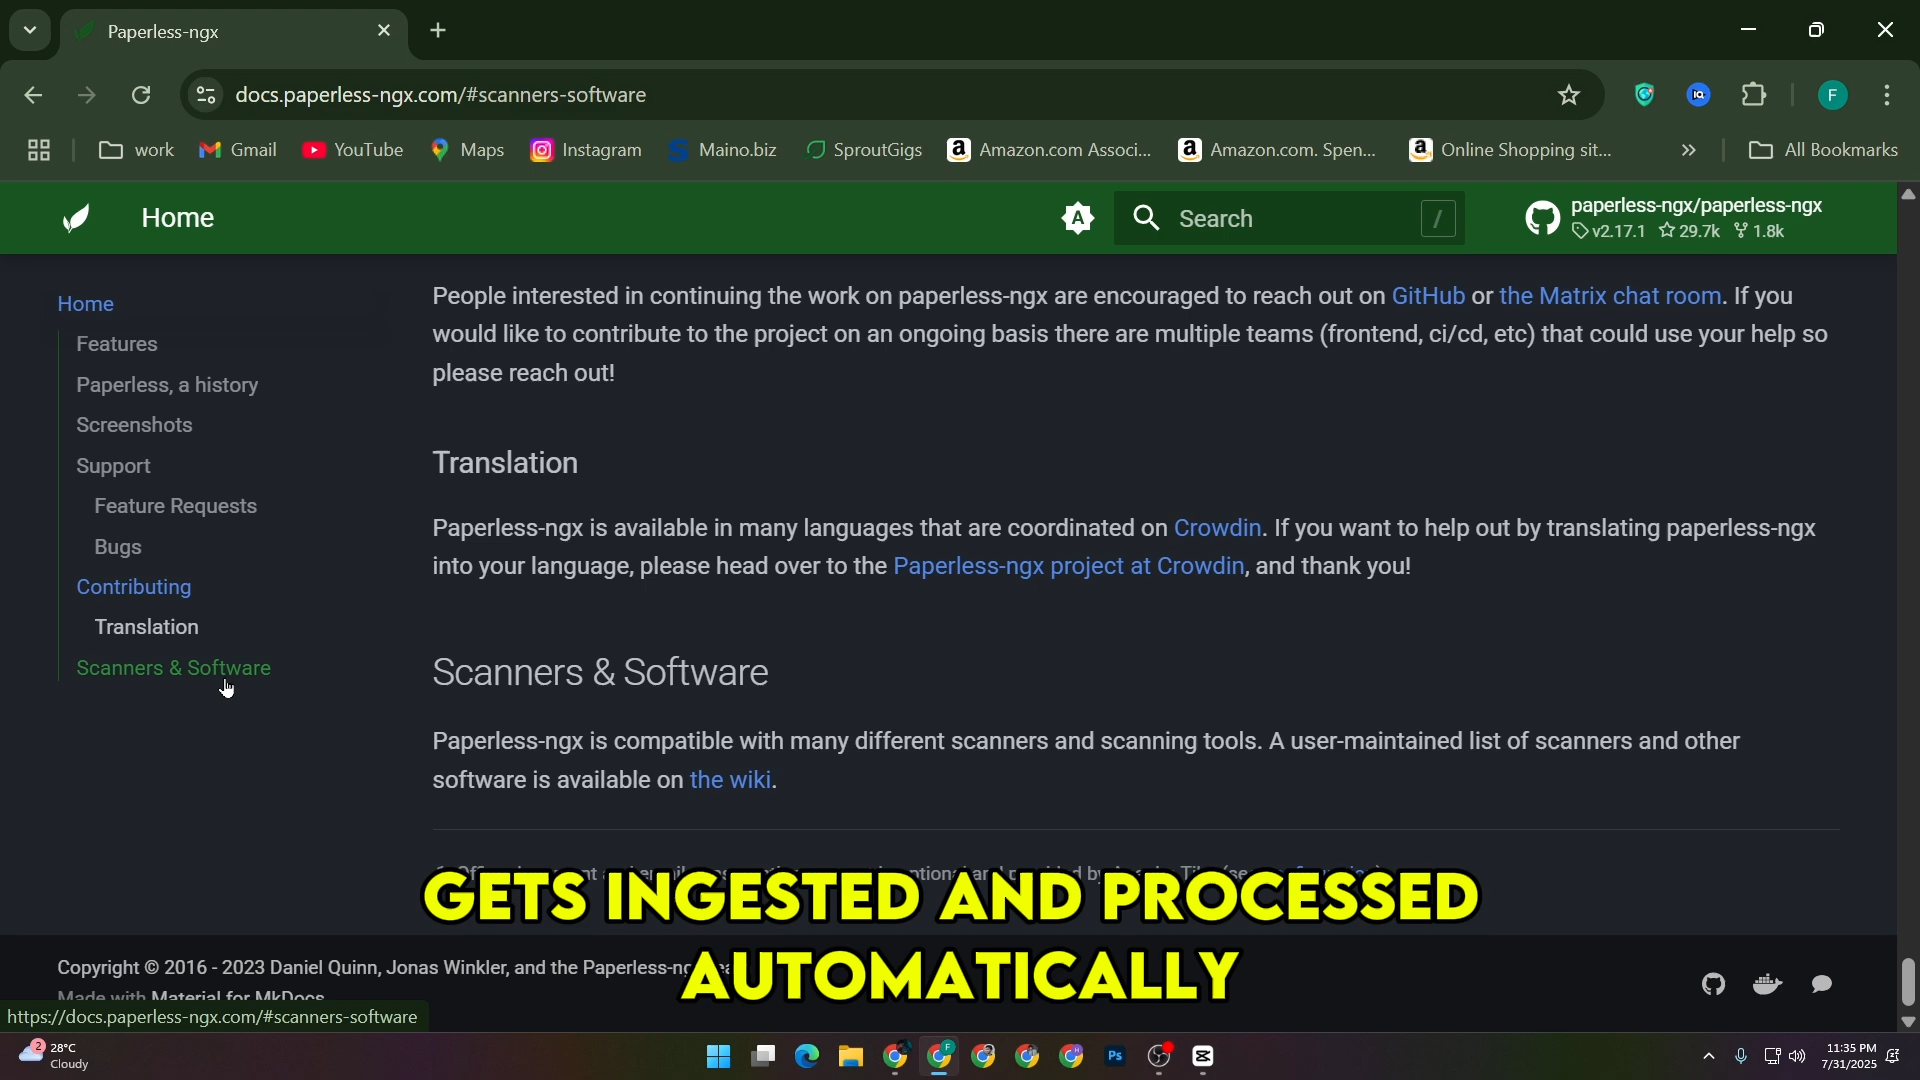 Paperless-ngx
docs.paperless-ngx.com/#scanners-software
work
Gmail
YouTube
Maps
Instagram
Maino.biz
SproutGigs
Amazon.com Associ...
Amazon.com. Spen...
Online Shopping sit...
All Bookmarks
Home
Search
/
paperless-ngx/paperless-ngx
v2.17.1 29.7k 1.8k
Home
Features
Paperless, a history
Screenshots
Support
Feature Requests
Bugs
Contributing
Translation
Scanners & Software
People interested in continuing the work on paperless-ngx are encouraged to reach out on GitHub or the Matrix chat room. If you
would like to contribute to the project on an ongoing basis there are multiple teams (frontend, ci/cd, etc) that could use your help so
please reach out!
Translation
Paperless-ngx is available in many languages that are coordinated on Crowdin. If you want to help out by translating paperless-ngx
into your language, please head over to the Paperless-ngx project at Crowdin, and thank you!
Scanners & Software
Paperless-ngx is compatible with many different scanners and scanning tools. A user-maintained list of scanners and other
software is available on the wiki.
GETS INGESTED AND PROCESSED
AUTOMATICALLY
Copyright © 2016 - 2023 Daniel Quinn, Jonas Winkler, and the
Made with Material for MkDocs
https://docs.paperless-ngx.com/#scanners-software
2
28°C
Cloudy
11:35 PM
7/31/2025